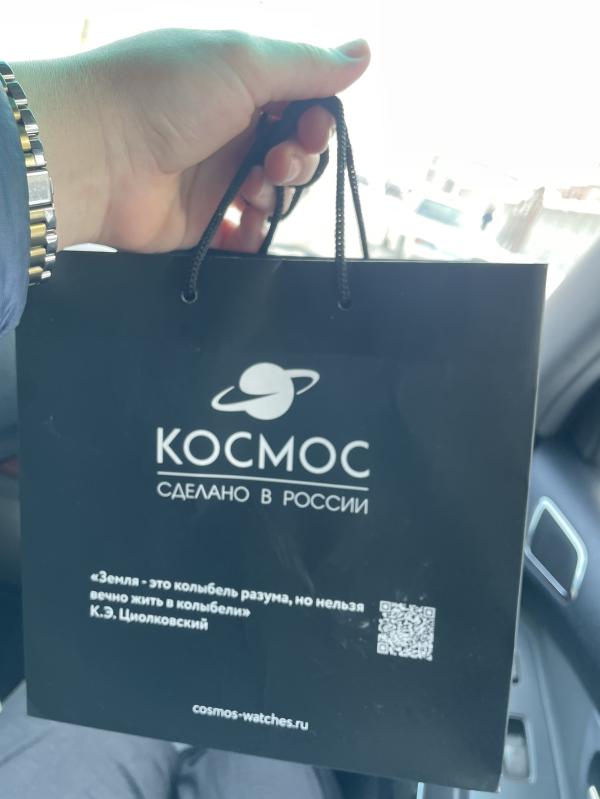 КОСМОС
СДЕЛАНО В РОССИИ
«Земля - это колыбель разума, но нельзя
вечно жить в колыбели»
К.Э. Циолковский
cosmos-watches.ru